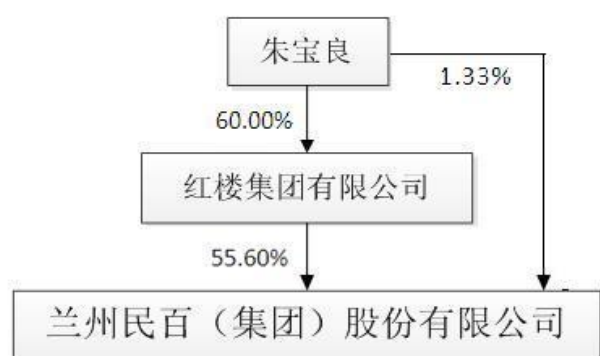 朱宝良
1.33%
60.00%
红楼集团有限公司
55.60%
兰州民百（集团）股份有限公司